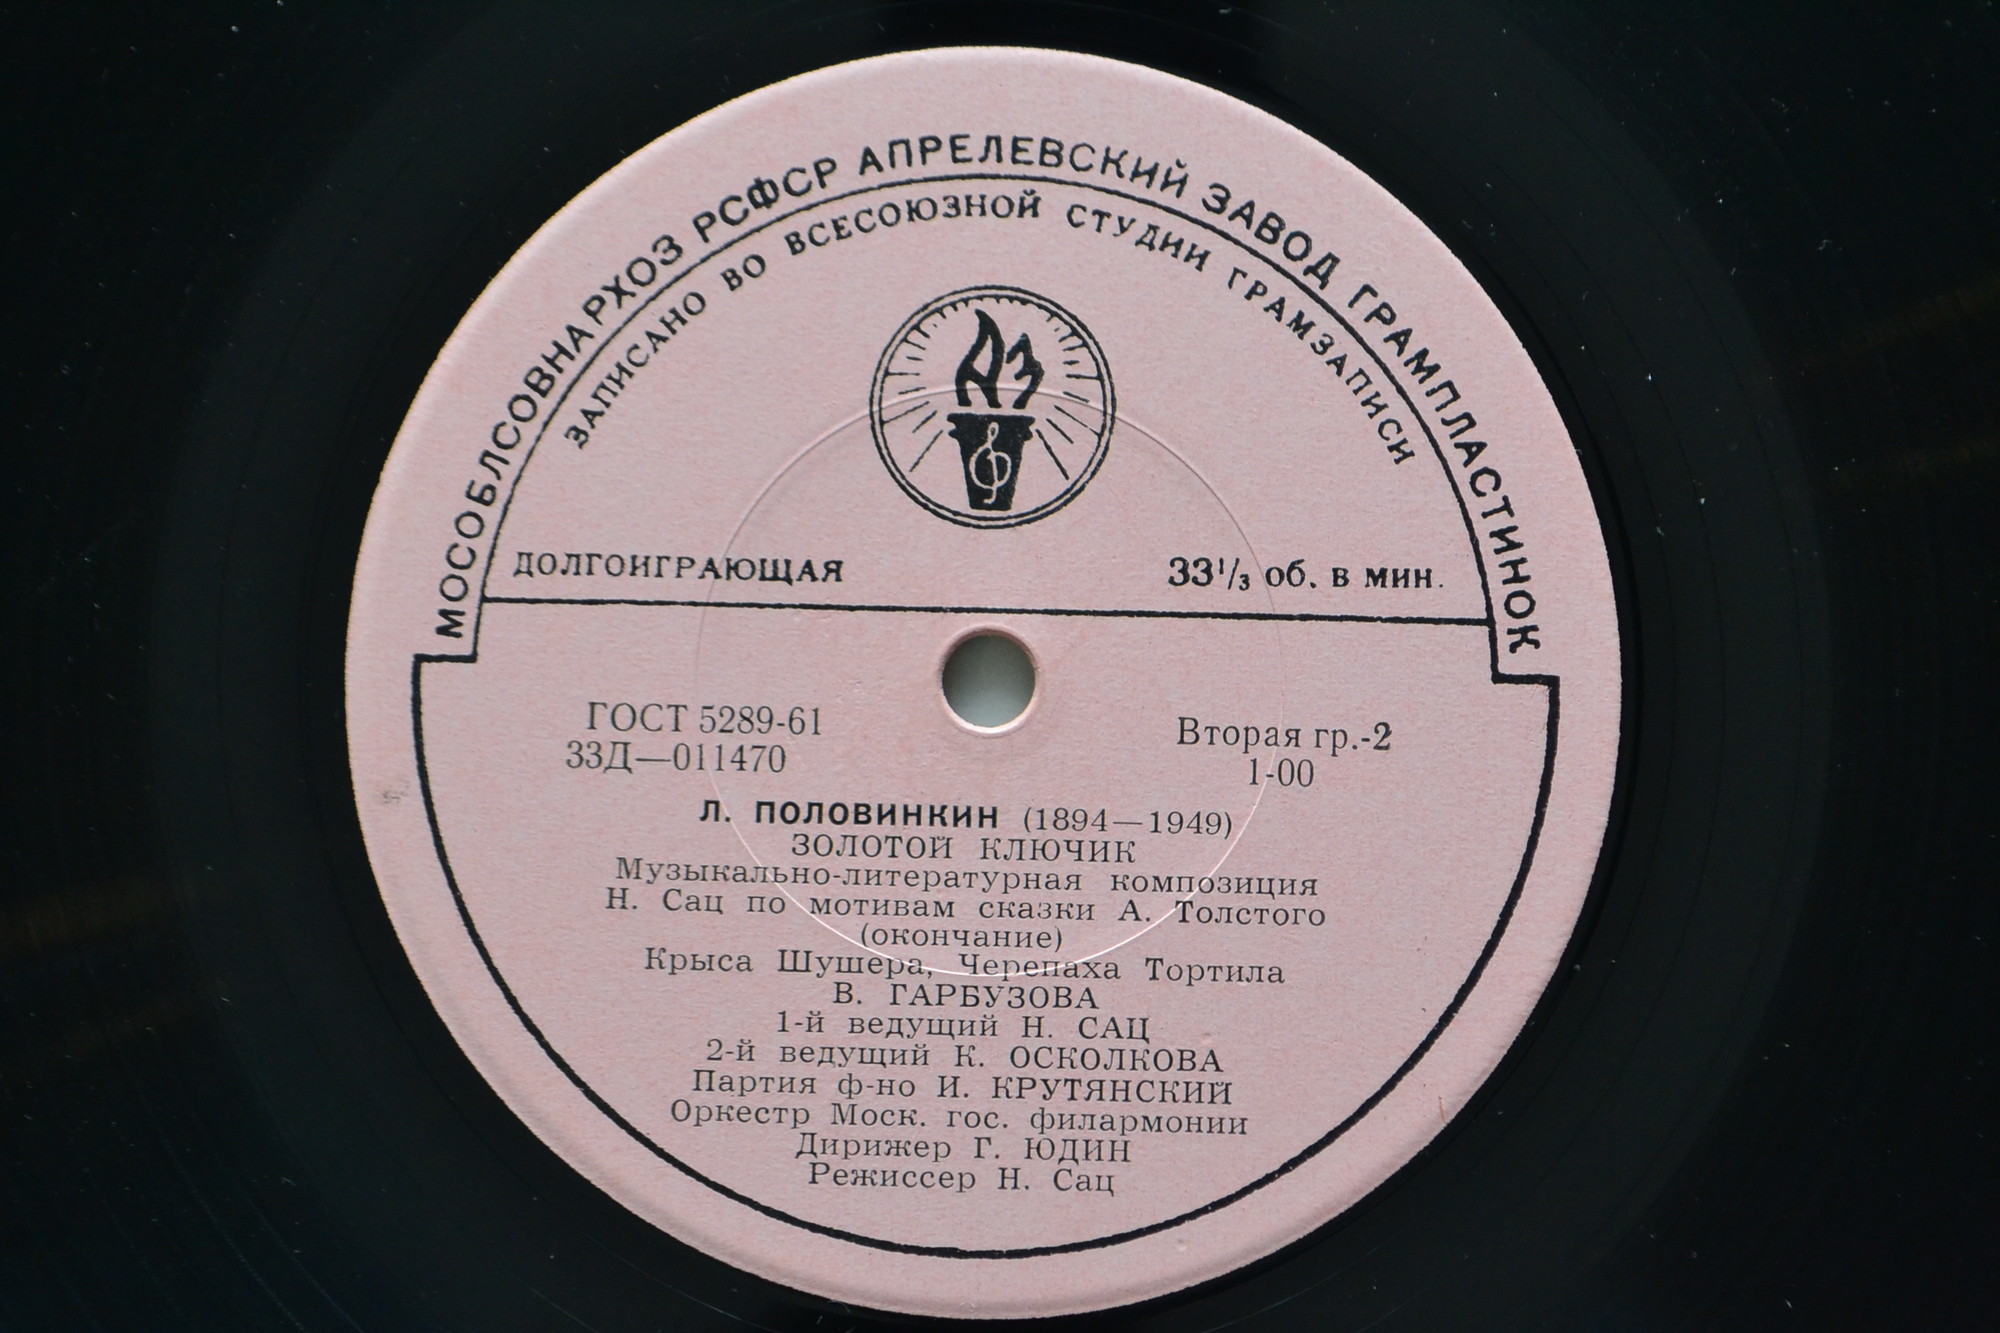 МОСОБЛСОВНАРХОЗ РСФСР АПРЕЛЕВСКИЙ ЗАВОД ГРАМПЛАСТИНОК
ЗАПИСАНО ВО ВСЕСОЮЗНОЙ СТУДИИ ГРАМЗАПИСИ
АЗ
ДОЛГОИГРАЮЩАЯ 33 1/3 об. в мин.
ГОСТ 5289-61 Вторая гр.-2
33Д—011470 1-00
Л. ПОЛОВИНКИН (1894—1949)
ЗОЛОТОЙ КЛЮЧИК
Музыкально-литературная композиция
Н. Сац по мотивам сказки А. Толстого
(окончание)
Крыса Шушера, Черепаха Тортила
В. ГАРБУЗОВА
1-й ведущий Н. САЦ
2-й ведущий К. ОСКОЛКОВА
Партия ф-но И. КРУТЯНСКИЙ
Оркестр Моск. гос. филармонии
Дирижер Г. ЮДИН
Режиссер Н. Сац